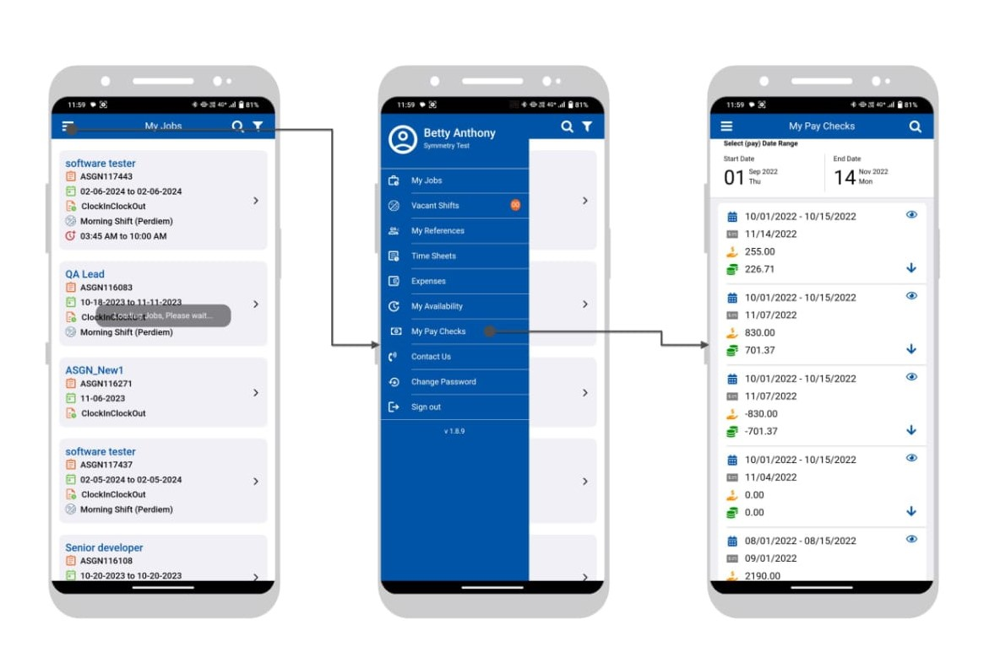 11:59
4G+
81%
My Jobs
software tester
ASGN117443
02-06-2024 to 02-06-2024
ClockInClockOut
Morning Shift (Perdiem)
03:45 AM to 10:00 AM
QA Lead
ASGN116083
10-18-2023 to 11-11-2023
Loading Jobs, Please wait...
Morning Shift (Perdiem)
ASGN_New1
ASGN116271
11-06-2023
ClockInClockOut
software tester
ASGN117437
02-05-2024 to 02-05-2024
ClockInClockOut
Morning Shift (Perdiem)
Senior developer
ASGN116108
10-20-2023 to 10-20-2023
11:59
4G+
81%
Betty Anthony
Symmetry Test
My Jobs
Vacant Shifts
00
My References
Time Sheets
Expenses
My Availability
My Pay Checks
Contact Us
Change Password
Sign out
v 1.8.9
11:59
4G+
81%
My Pay Checks
Select (pay) Date Range
Start Date
01 Sep 2022
Thu
End Date
14 Nov 2022
Mon
10/01/2022 - 10/15/2022
11/14/2022
255.00
226.71
10/01/2022 - 10/15/2022
11/07/2022
830.00
701.37
10/01/2022 - 10/15/2022
11/07/2022
-830.00
-701.37
10/01/2022 - 10/15/2022
11/04/2022
0.00
0.00
08/01/2022 - 08/15/2022
09/01/2022
2190.00